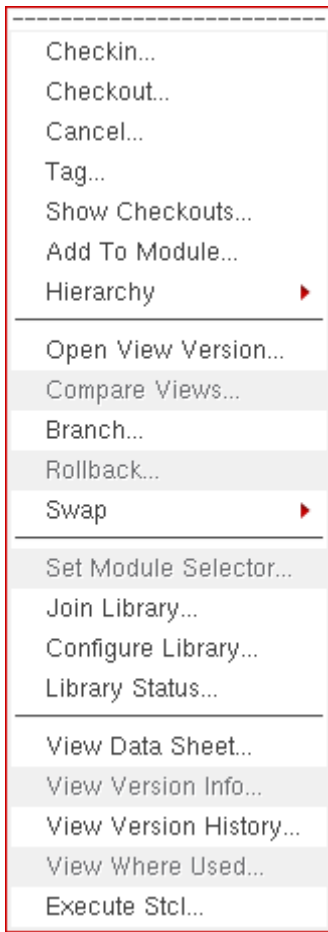 Checkin...
Checkout...
Cancel...
Tag...
Show Checkouts...
Add To Module...
Hierarchy
Open View Version...
Compare Views...
Branch...
Rollback...
Swap
Set Module Selector...
Join Library...
Configure Library...
Library Status...
View Data Sheet...
View Version Info...
View Version History...
View Where Used...
Execute Stcl...